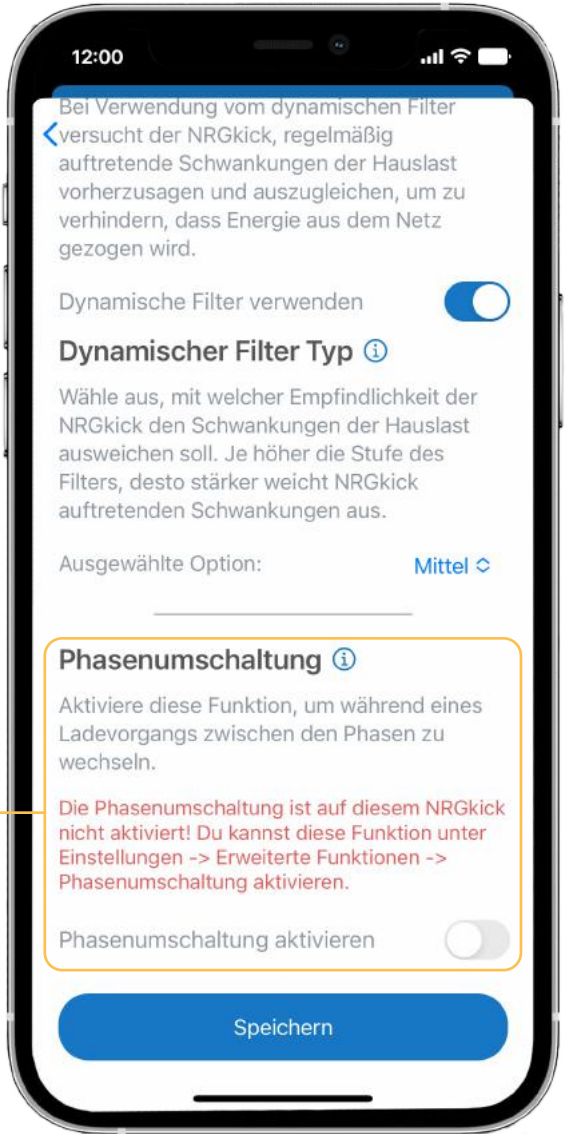 12:00
Bei Verwendung vom dynamischen Filter
versucht der NRGkick, regelmäßig
auftretende Schwankungen der Hauslast
vorherzusagen und auszugleichen, um zu
verhindern, dass Energie aus dem Netz
gezogen wird.
Dynamische Filter verwenden
Dynamischer Filter Typ
Wähle aus, mit welcher Empfindlichkeit der
NRGkick den Schwankungen der Hauslast
ausweichen soll. Je höher die Stufe des
Filters, desto stärker weicht NRGkick
auftretenden Schwankungen aus.
Ausgewählte Option: Mittel
Phasenumschaltung
Aktiviere diese Funktion, um während eines
Ladevorgangs zwischen den Phasen zu
wechseln.
Die Phasenumschaltung ist auf diesem NRGkick
nicht aktiviert! Du kannst diese Funktion unter
Einstellungen -> Erweiterte Funktionen ->
Phasenumschaltung aktivieren.
Phasenumschaltung aktivieren
Speichern